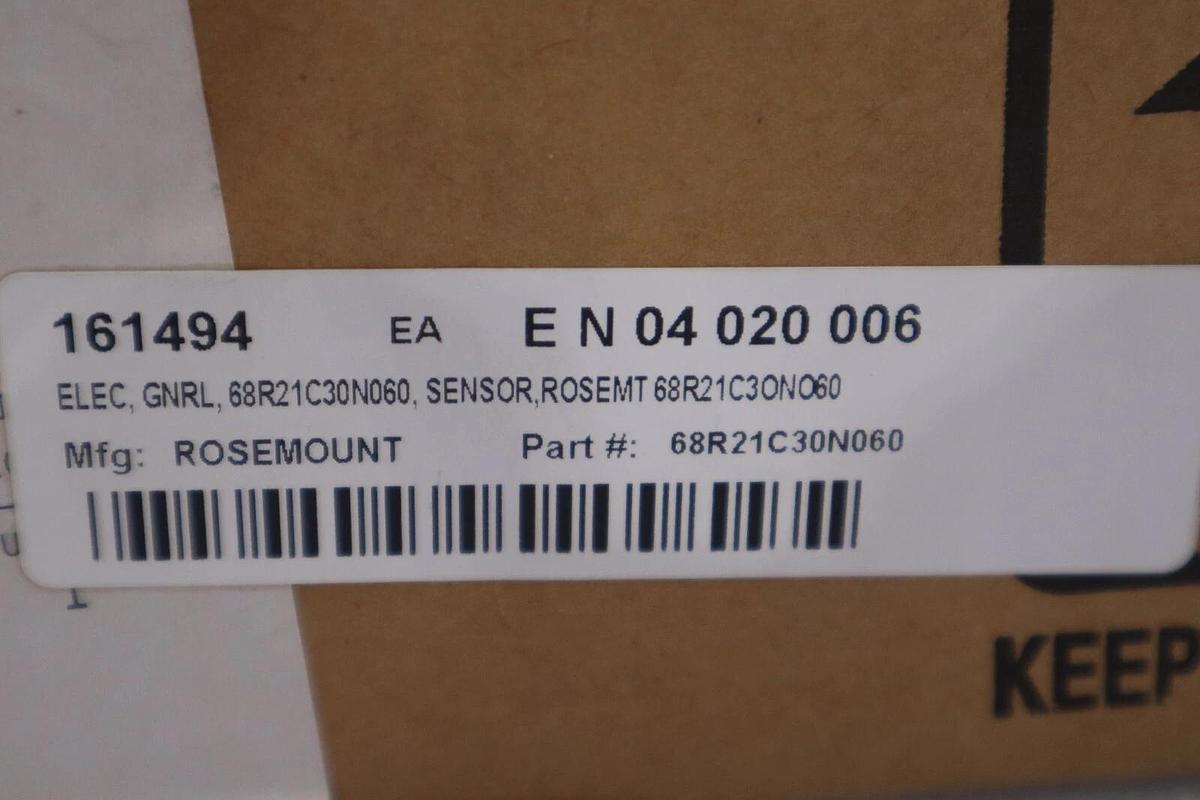 161494 EA E N 04 020 006
ELEC, GNRL, 68R21C30N060, SENSOR,ROSEMT 68R21C3ONO60
Mfg: ROSEMOUNT Part #: 68R21C30N060
KEEP